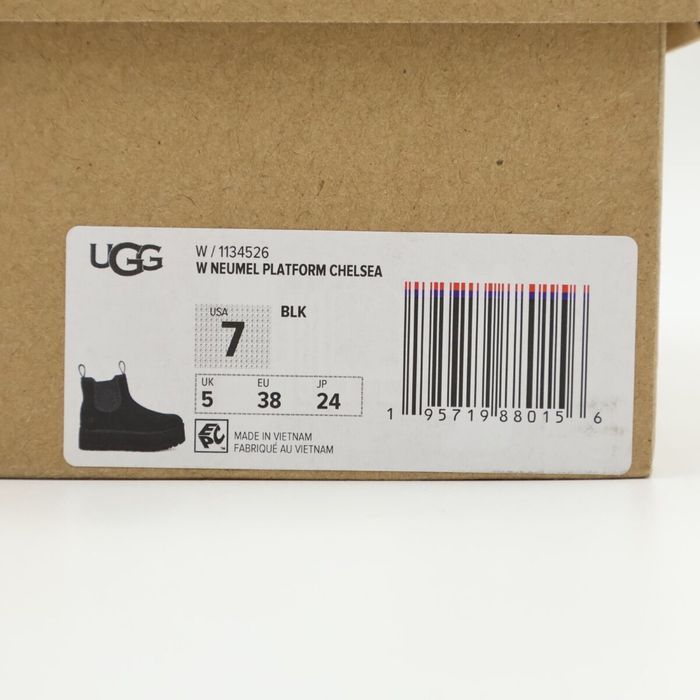 UGG
W / 1134526
W NEUMEL PLATFORM CHELSEA
USA
7
BLK
UK EU JP
5 38 24
EPC
MADE IN VIETNAM
FABRIQUÉ AU VIETNAM
1 95719 88015 6